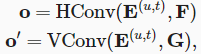 o = HConv(E^(u,t), F)
o′ = VConv(E^(u,t), G),